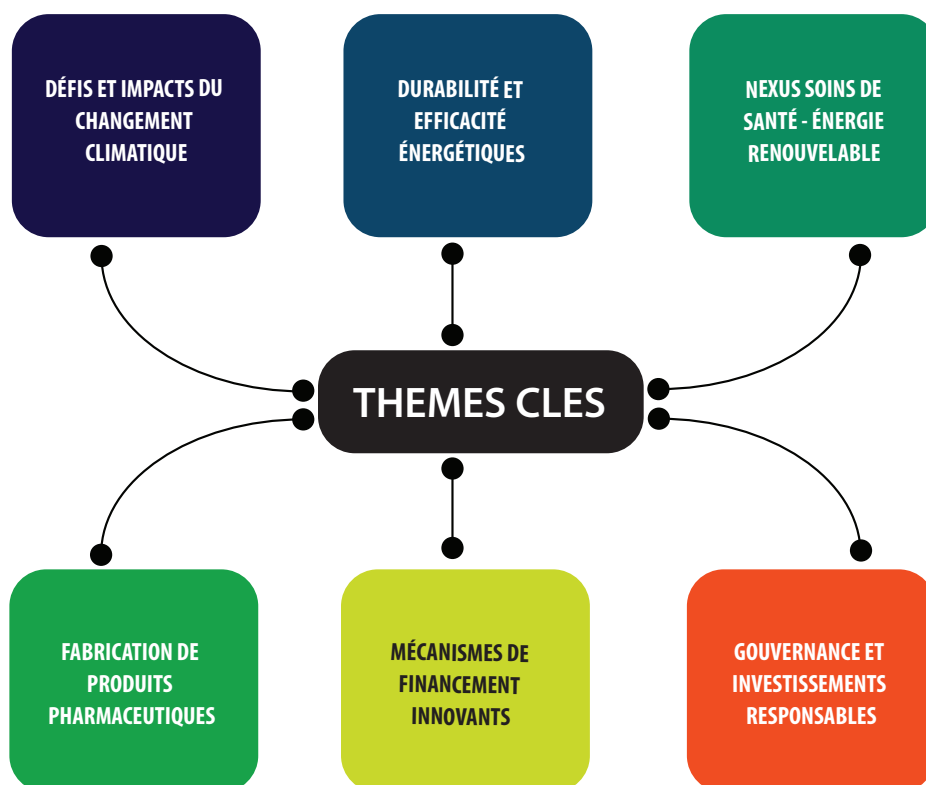 DÉFIS ET IMPACTS DU
CHANGEMENT
CLIMATIQUE
DURABILITÉ ET
EFFICACITÉ
ÉNERGÉTIQUES
NEXUS SOINS DE
SANTÉ - ÉNERGIE
RENOUVELABLE
THEMES CLES
FABRICATION DE
PRODUITS
PHARMACEUTIQUES
MÉCANISMES DE
FINANCEMENT
INNOVANTS
GOUVERNANCE ET
INVESTISSEMENTS
RESPONSABLES